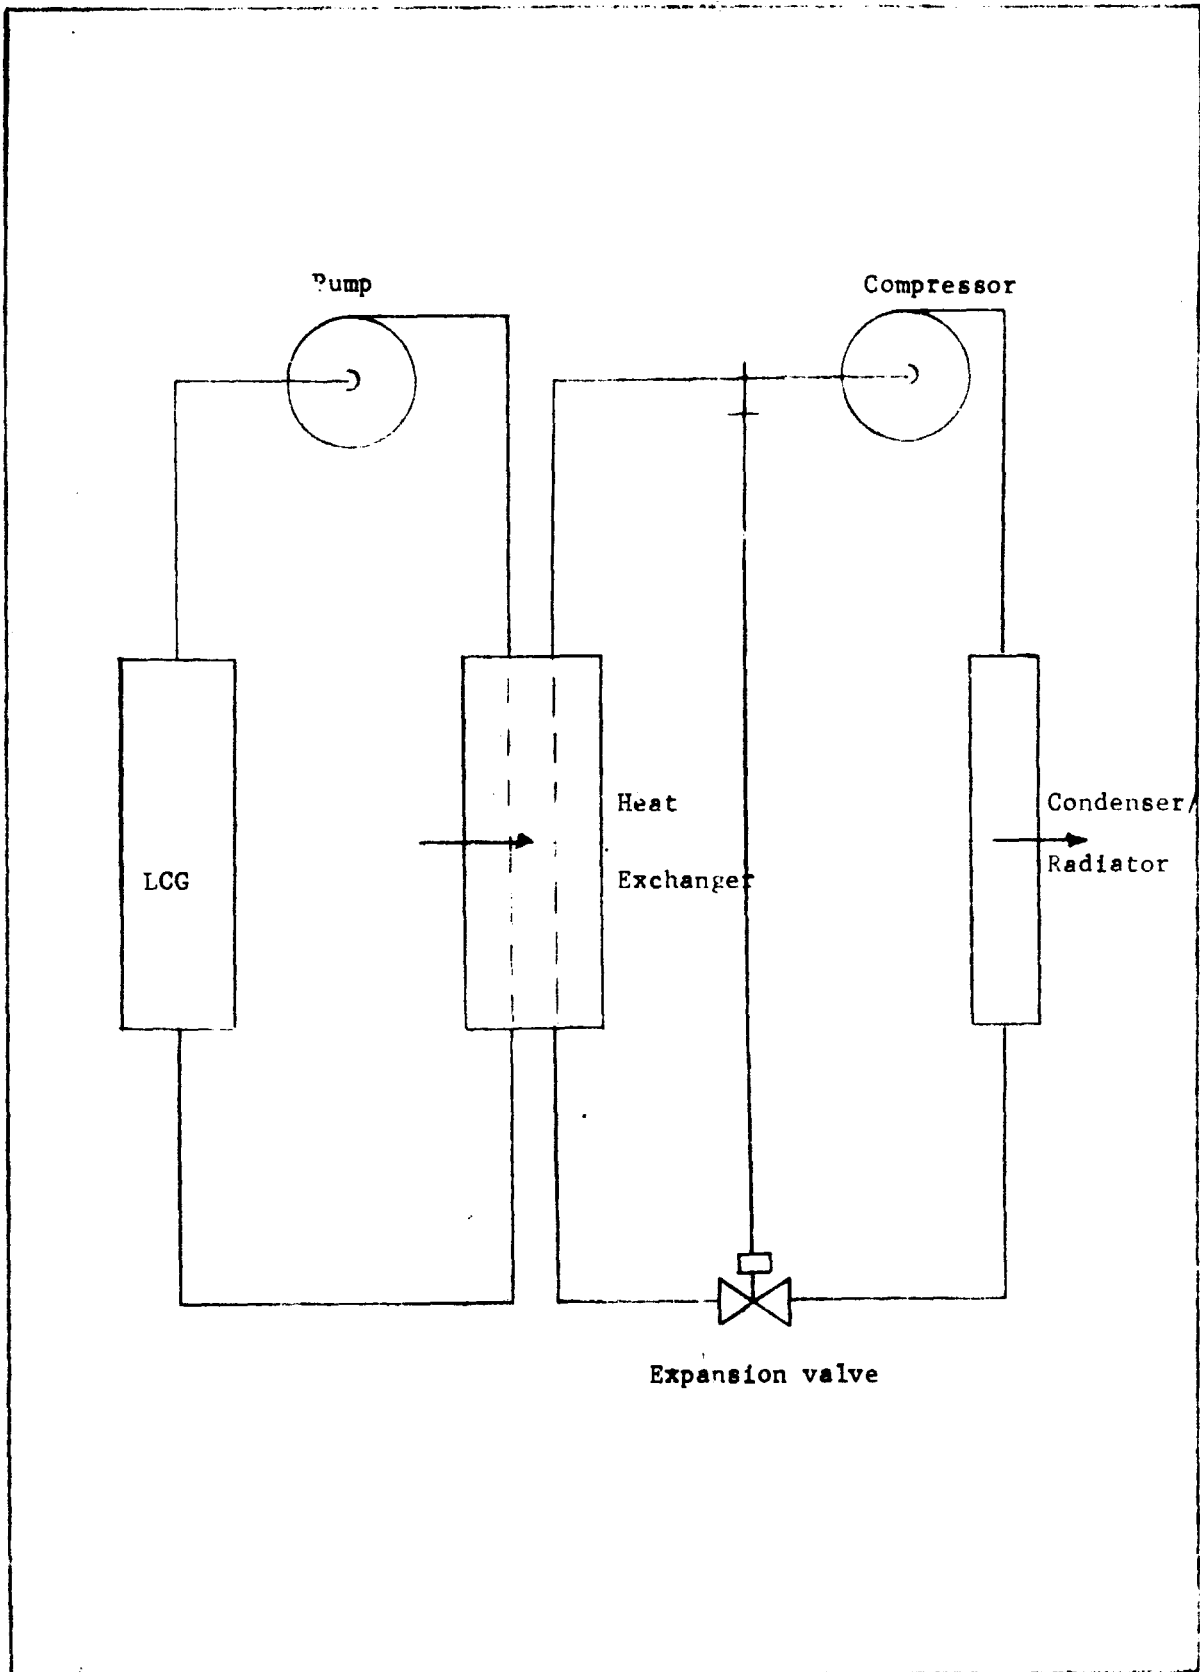 Pump
Compressor
Heat
Exchanger
Condenser/
Radiator
LCG
Expansion valve